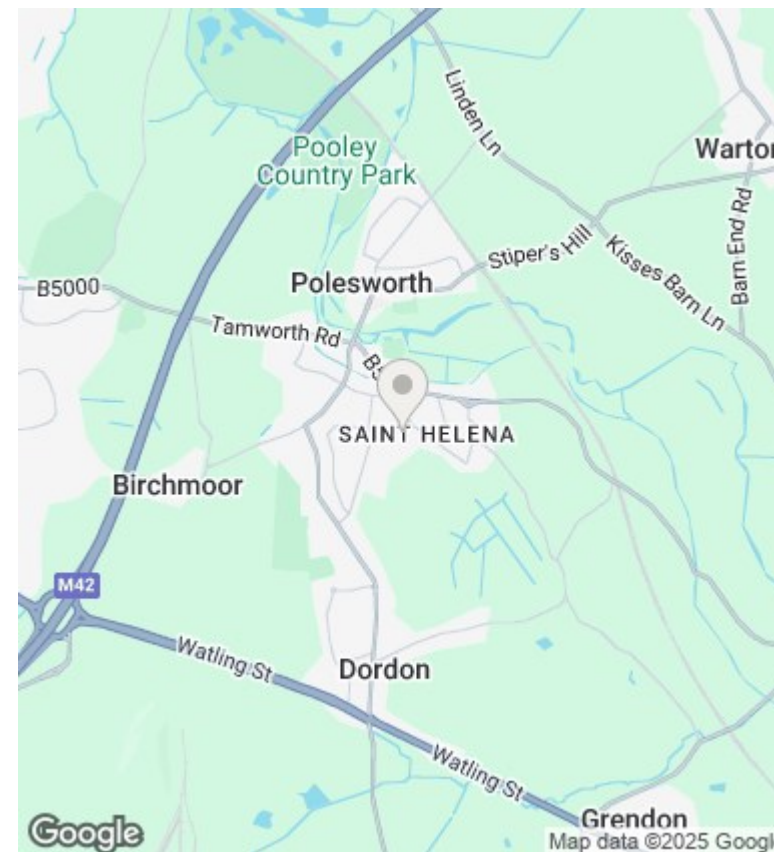 Linden Ln
Pooley
Country Park
Warton
Stiper's Hill
Kisses Barn Ln
Barn End Rd
Polesworth
B5000
Tamworth Rd
SAINT HELENA
Birchmoor
M42
Watling St
Dordon
Watling St
Grendon
Google
Map data ©2025 Google